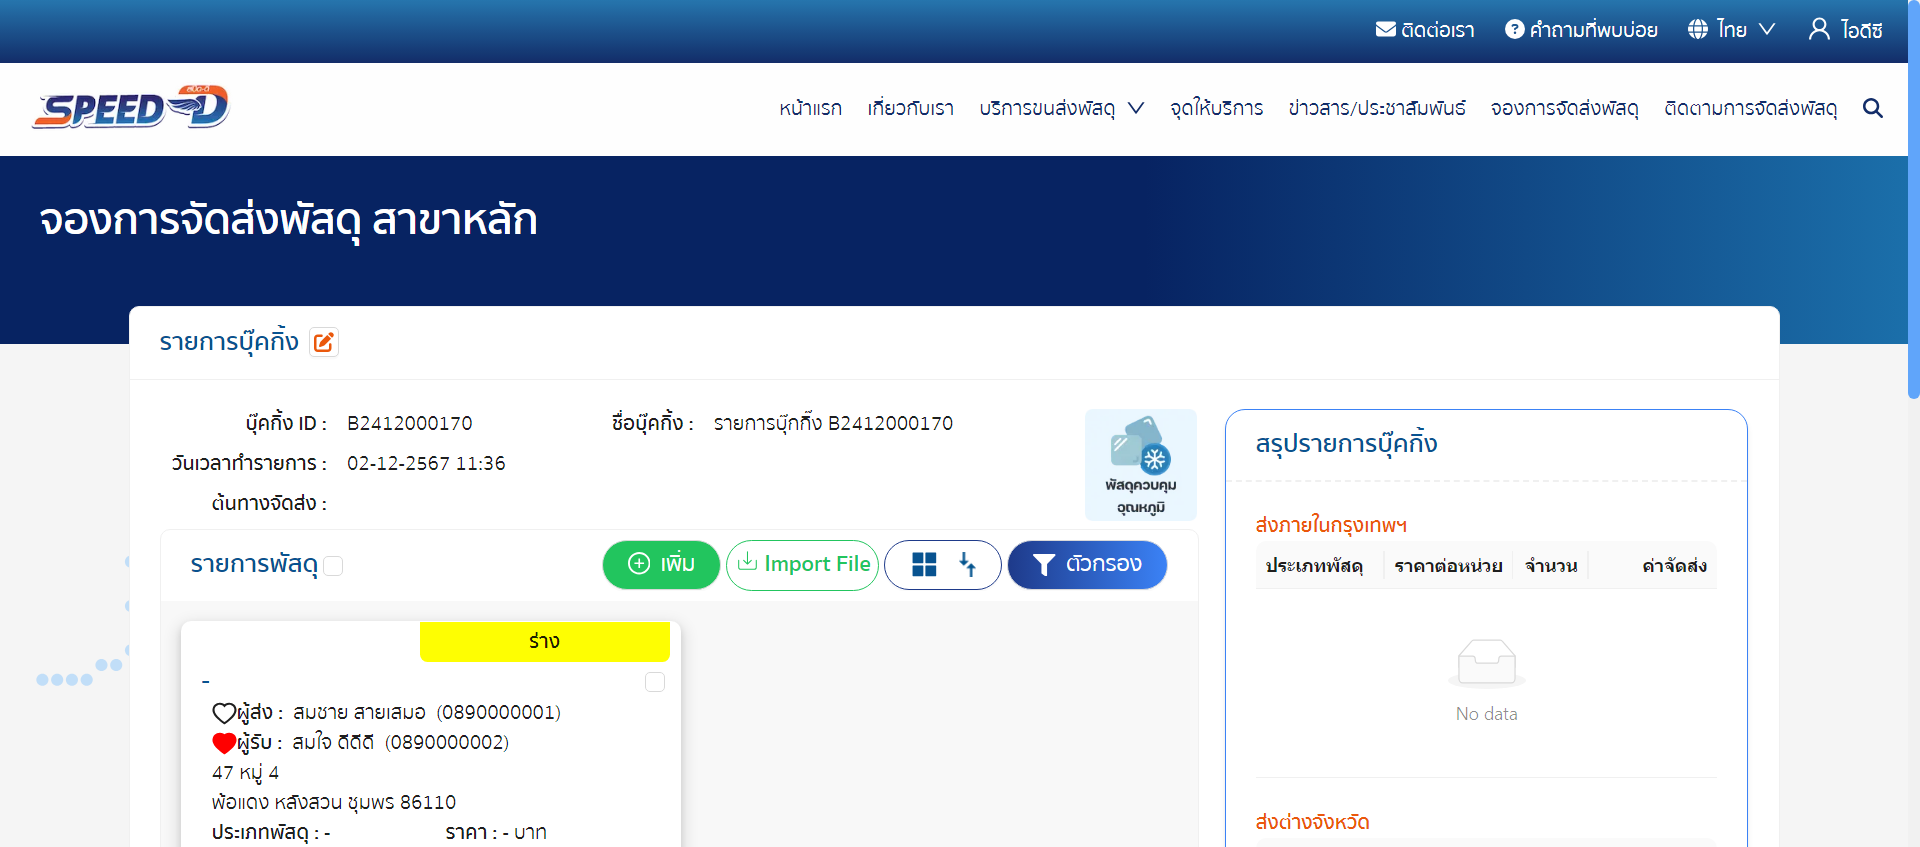 ติดต่อเรา คำถามที่พบบ่อย ไทย ไอดีซี
สปีด-ดี
SPEED-D
หน้าแรก เกี่ยวกับเรา บริการขนส่งพัสดุ จุดให้บริการ ข่าวสาร/ประชาสัมพันธ์ จองการจัดส่งพัสดุ ติดตามการจัดส่งพัสดุ
จองการจัดส่งพัสดุ สาขาหลัก
รายการบุ๊คกิ้ง
บุ๊คกิ้ง ID : B2412000170 ชื่อบุ๊คกิ้ง : รายการบุ๊กกิ๊ง B2412000170
วันเวลาทำรายการ : 02-12-2567 11:36
ต้นทางจัดส่ง :
พัสดุควบคุม
อุณหภูมิ
รายการพัสดุ เพิ่ม Import File ตัวกรอง
ร่าง
-
ผู้ส่ง : สมชาย สายเสมอ (0890000001)
ผู้รับ : สมใจ ดีดีดี (0890000002)
47 หมู่ 4
พ้อแดง หลังสวน ชุมพร 86110
ประเภทพัสดุ : - ราคา : - บาท
สรุปรายการบุ๊คกิ้ง
ส่งภายในกรุงเทพฯ
ประเภทพัสดุ ราคาต่อหน่วย จำนวน ค่าจัดส่ง
No data
ส่งต่างจังหวัด